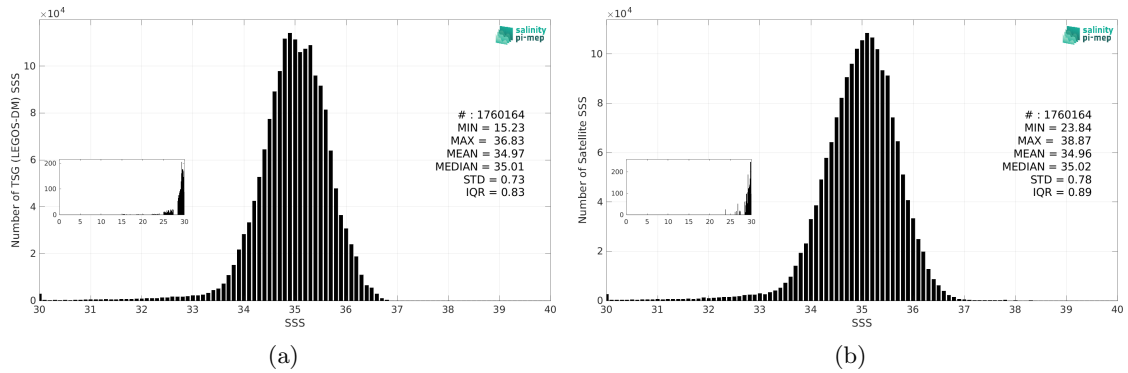 ×10⁴
salinity
pi-mep
Number of TSG (LEGOS-DM) SSS
10
8
6
4
2
0
# : 1760164
MIN = 15.23
MAX = 36.83
MEAN = 34.97
MEDIAN = 35.01
STD = 0.73
IQR = 0.83
200
100
0
0 5 10 15 20 25 30
30 31 32 33 34 35 36 37 38 39 40
SSS
(a)
×10⁴
salinity
pi-mep
Number of Satellite SSS
10
8
6
4
2
0
# : 1760164
MIN = 23.84
MAX = 38.87
MEAN = 34.96
MEDIAN = 35.02
STD = 0.78
IQR = 0.89
200
100
0
0 5 10 15 20 25 30
30 31 32 33 34 35 36 37 38 39 40
SSS
(b)